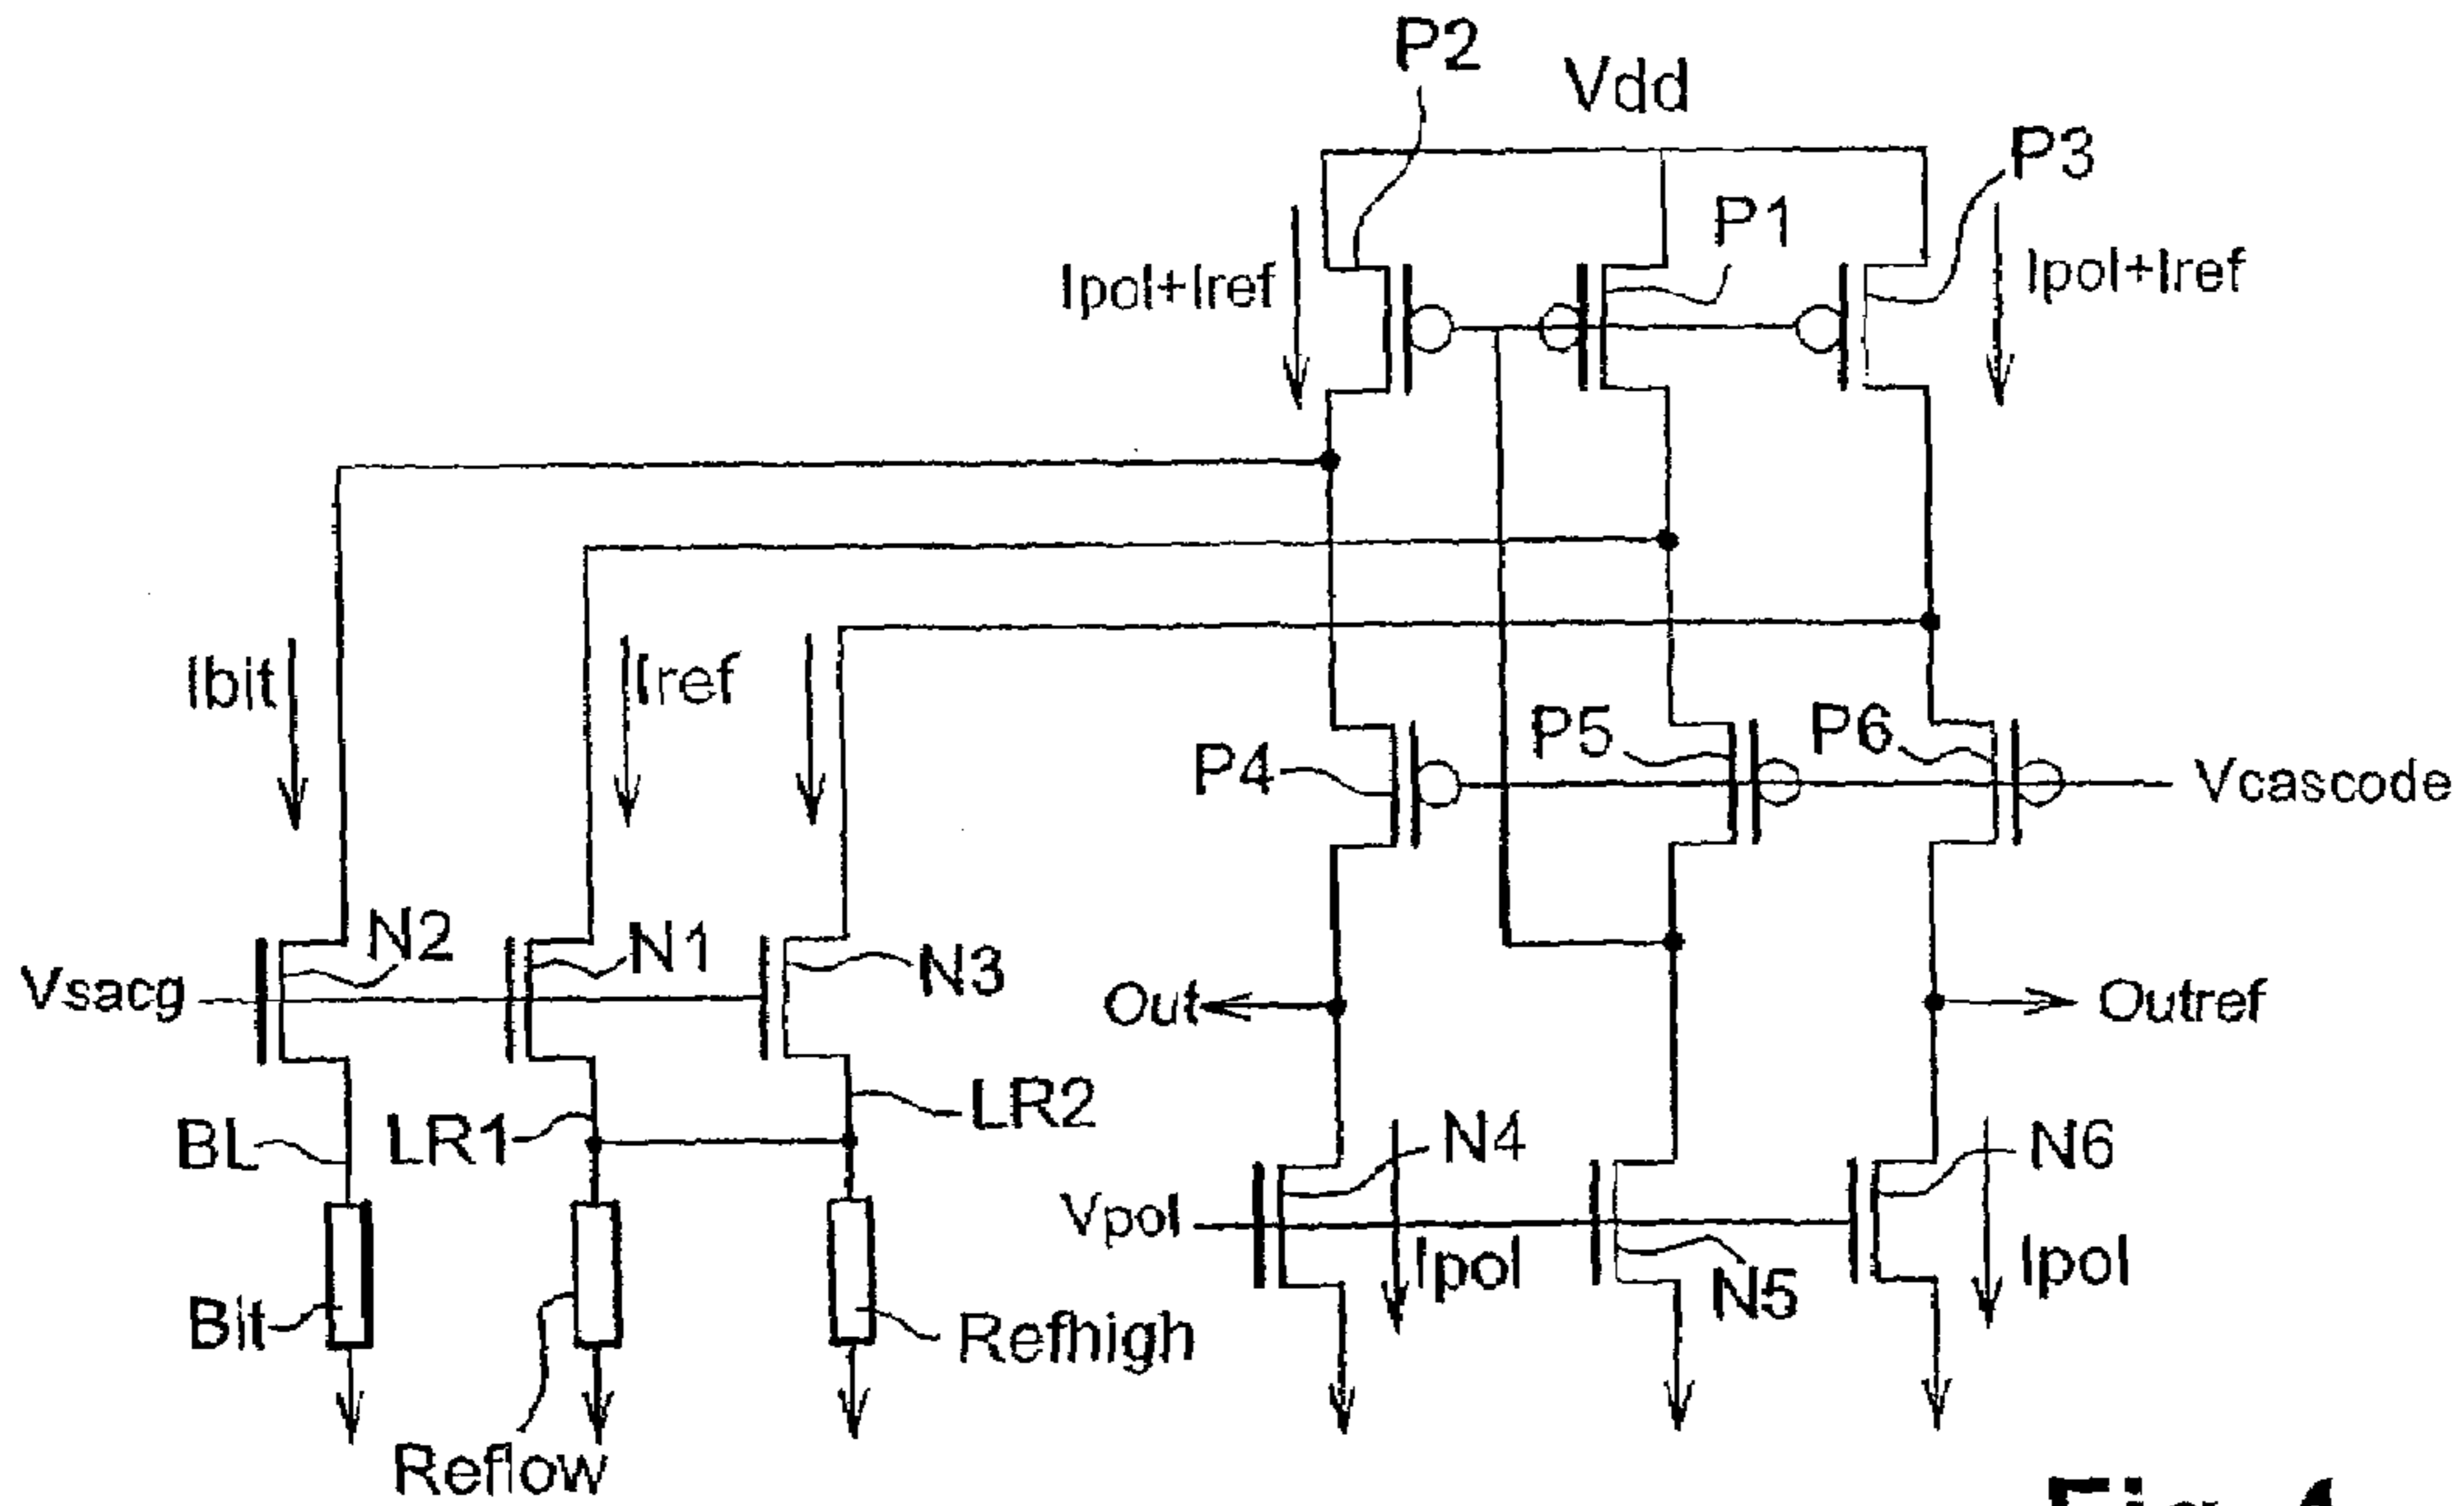 P2
Vdd
P3
P1
Ipol+Iref
Ipol+Iref
Ibit
Iref
P4
P5
P6
Vcascode
N2
N1
N3
Vsacg
Out
Outref
BL
LR1
LR2
N4
N6
Vpol
Ipol
N5
Ipol
Bit
Refhigh
Reflow